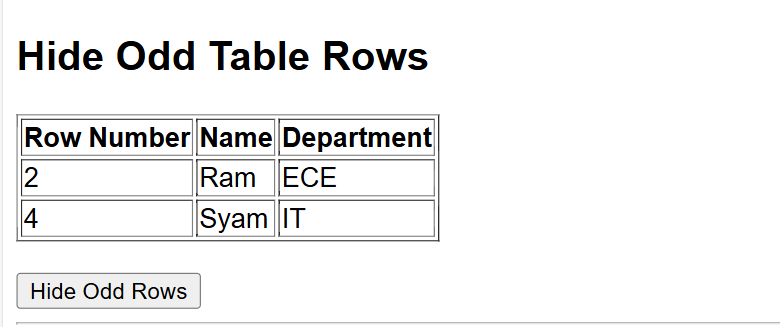 Hide Odd Table Rows
Row Number Name Department
2 Ram ECE
4 Syam IT
Hide Odd Rows